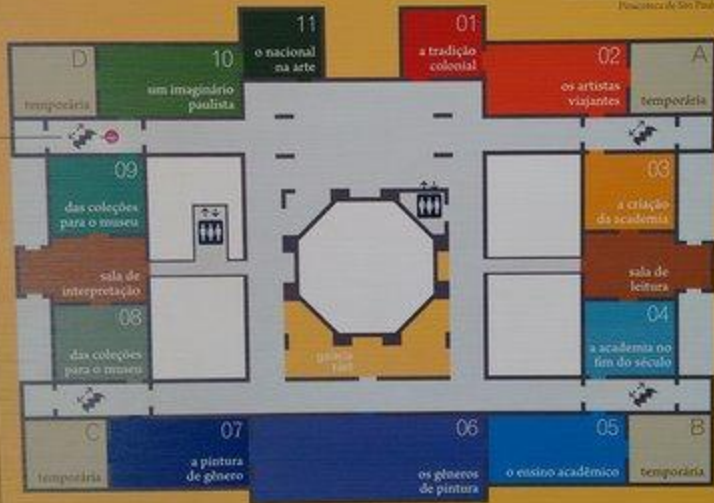 Pinacoteca de São Paulo
11
o nacional
na arte
01
a tradição
colonial
D
temporária
10
um imaginário
paulista
02
os artistas
viajantes
A
temporária
09
das coleções
para o museu
03
a criação
da academia
sala de
interpretação
sala de
leitura
08
das coleções
para o museu
04
a academia no
fim do século
galeria
C
temporária
07
a pintura
de gênero
06
os gêneros
de pintura
05
o ensino acadêmico
B
temporária